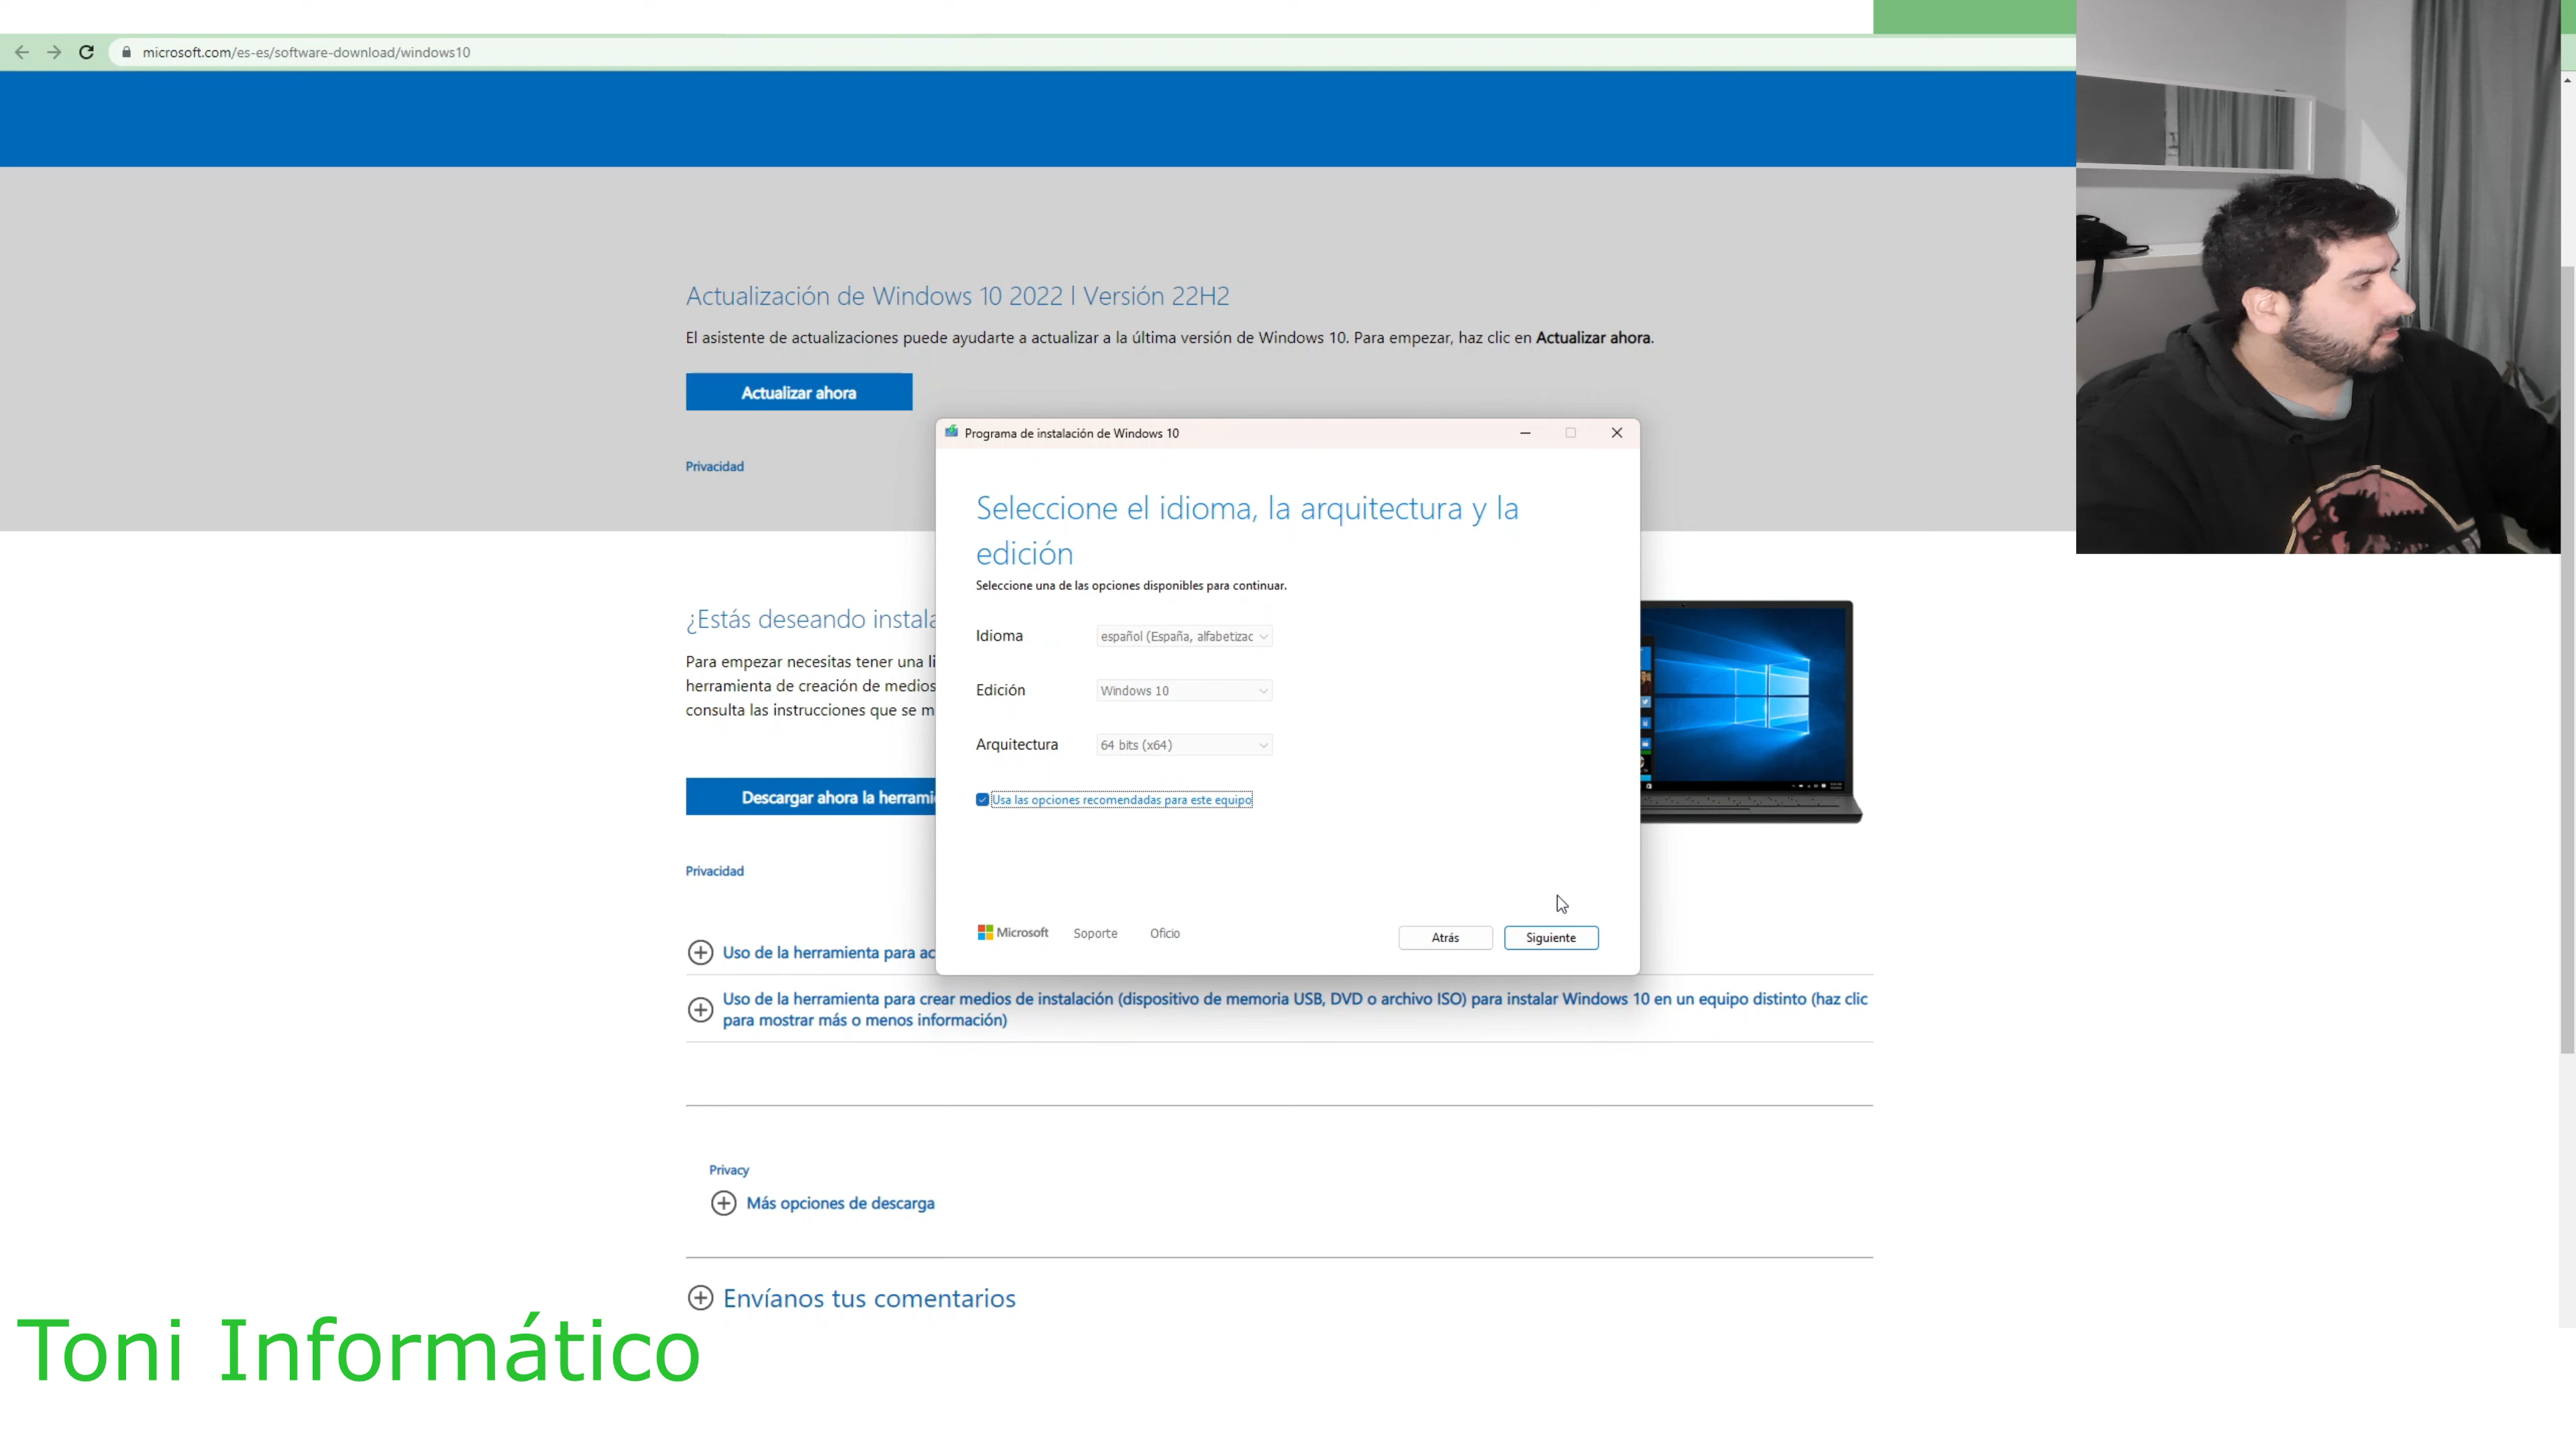 microsoft.com/es-es/software-download/windows10
Actualización de Windows 10 2022 | Versión 22H2
El asistente de actualizaciones puede ayudarte a actualizar a la última versión de Windows 10. Para empezar, haz clic en Actualizar ahora.
Actualizar ahora
Privacidad
Programa de instalación de Windows 10
Seleccione el idioma, la arquitectura y la
edición
Seleccione una de las opciones disponibles para continuar.
Idioma español (España, alfabetizac
Edición Windows 10
Arquitectura 64 bits (x64)
Usa las opciones recomendadas para este equipo
Microsoft Soporte Oficio Atrás Siguiente
¿Estás deseando instala
Para empezar necesitas tener una li
herramienta de creación de medios
consulta las instrucciones que se m
Descargar ahora la herrami
Privacidad
Uso de la herramienta para ac
Uso de la herramienta para crear medios de instalación (dispositivo de memoria USB, DVD o archivo ISO) para instalar Windows 10 en un equipo distinto (haz clic
para mostrar más o menos información)
Privacy
Más opciones de descarga
Envíanos tus comentarios
Toni Informático